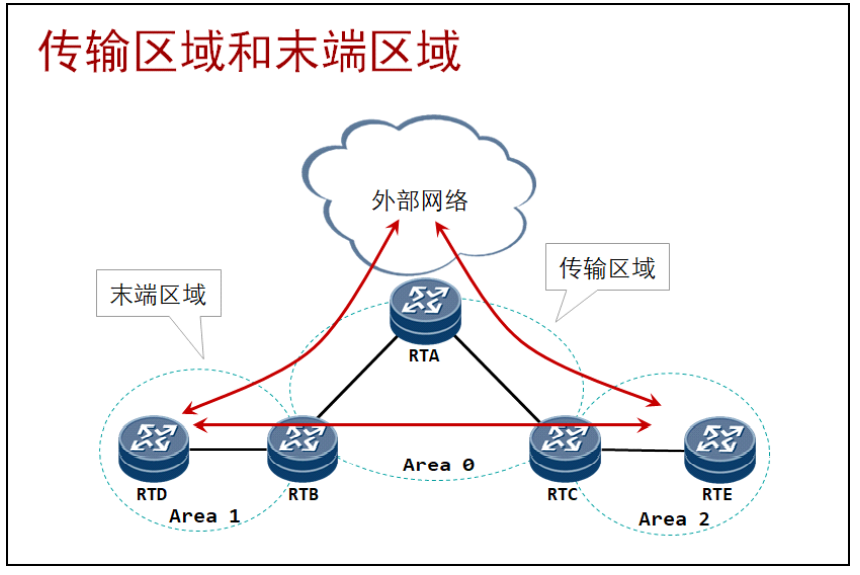 传输区域和末端区域
外部网络
传输区域
末端区域
RTA
Area 0
RTD
RTB
RTC
RTE
Area 1
Area 2